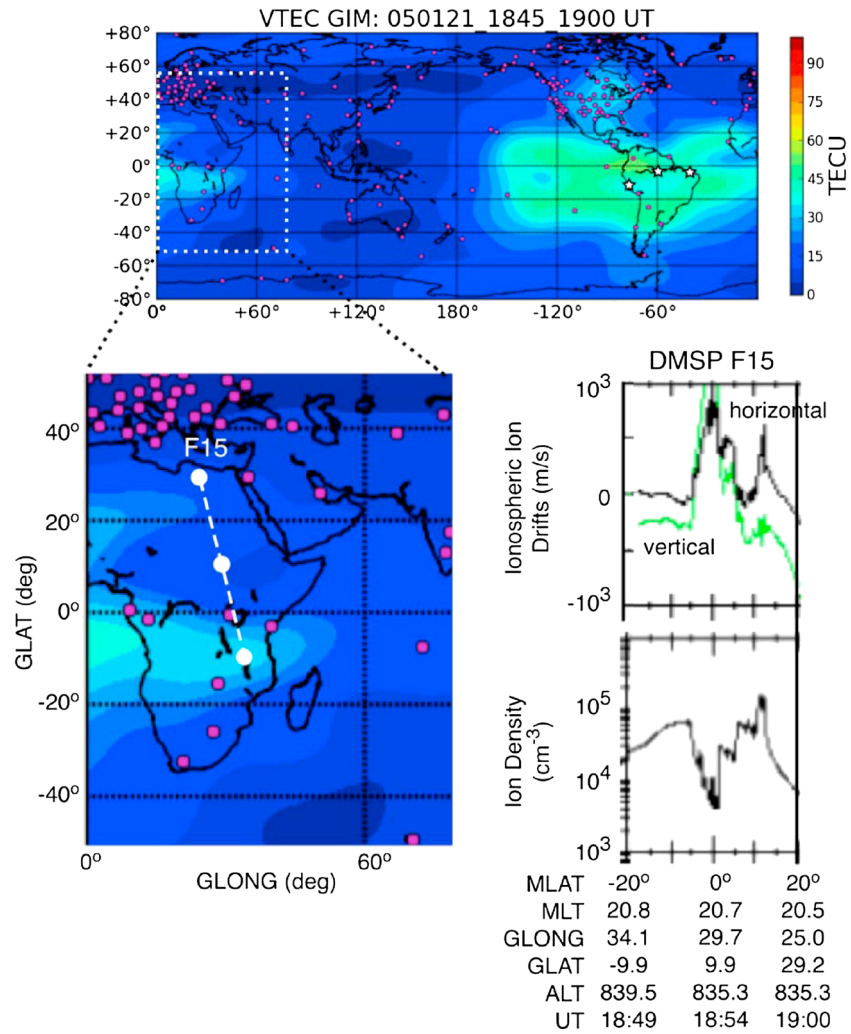 VTEC GIM: 050121_1845_1900 UT
+80°
+60°
+40°
+20°
0°
-20°
-40°
-60°
-80°
0°
+60°
+120°
180°
-120°
-60°
90
75
60
45
30
15
0
TECU
F15
40°
20°
0°
-20°
-40°
GLAT (deg)
0°
60°
GLONG (deg)
DMSP F15
10³
0
-10³
Ionospheric Ion
Drifts (m/s)
horizontal
vertical
10⁵
10⁴
10³
Ion Density
(cm⁻³)
MLAT -20° 0° 20°
MLT 20.8 20.7 20.5
GLONG 34.1 29.7 25.0
GLAT -9.9 9.9 29.2
ALT 839.5 835.3 835.3
UT 18:49 18:54 19:00